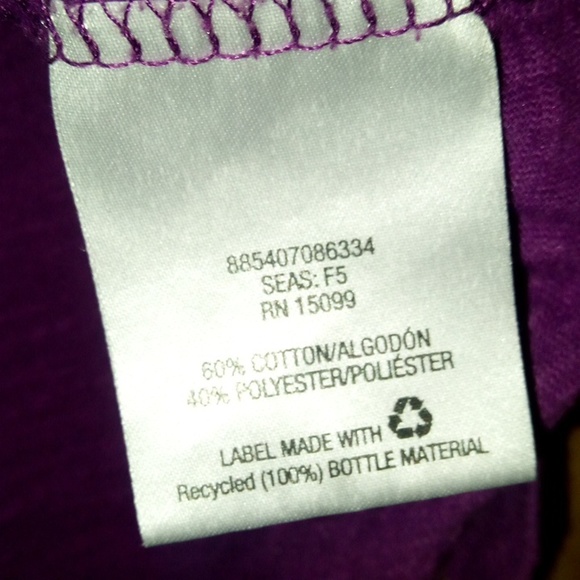 885407086334
SEAS: F5
RN 15099
60% COTTON/ALGODÓN
40% POLYESTER/POLIÉSTER
LABEL MADE WITH
Recycled (100%) BOTTLE MATERIAL